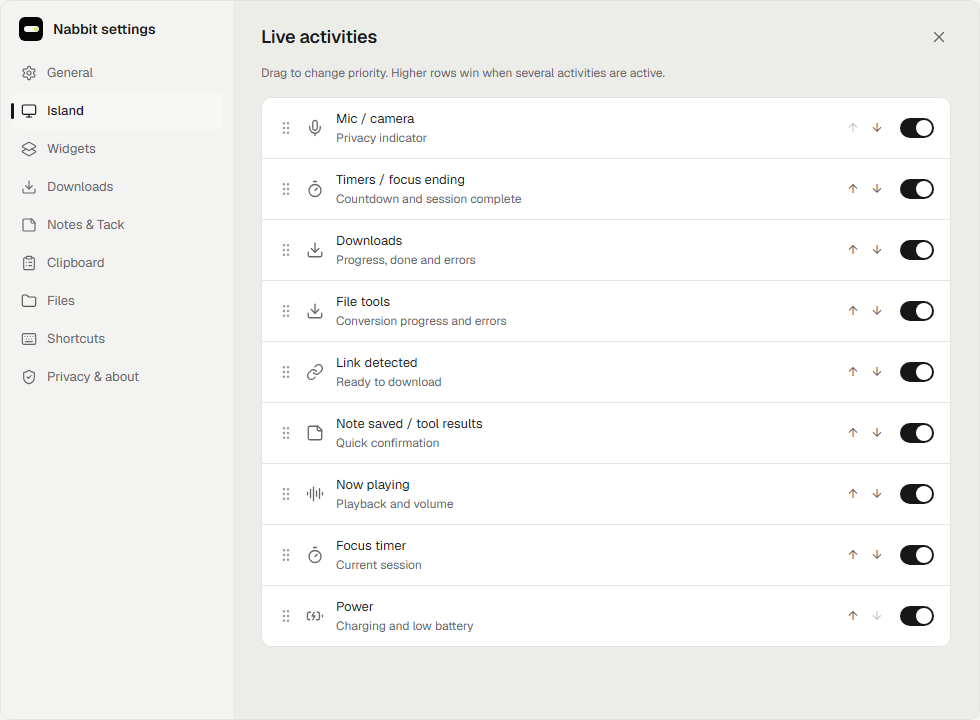 Nabbit settings
General
Island
Widgets
Downloads
Notes & Tack
Clipboard
Files
Shortcuts
Privacy & about
Live activities
Drag to change priority. Higher rows win when several activities are active.
Mic / camera
Privacy indicator
Timers / focus ending
Countdown and session complete
Downloads
Progress, done and errors
File tools
Conversion progress and errors
Link detected
Ready to download
Note saved / tool results
Quick confirmation
Now playing
Playback and volume
Focus timer
Current session
Power
Charging and low battery